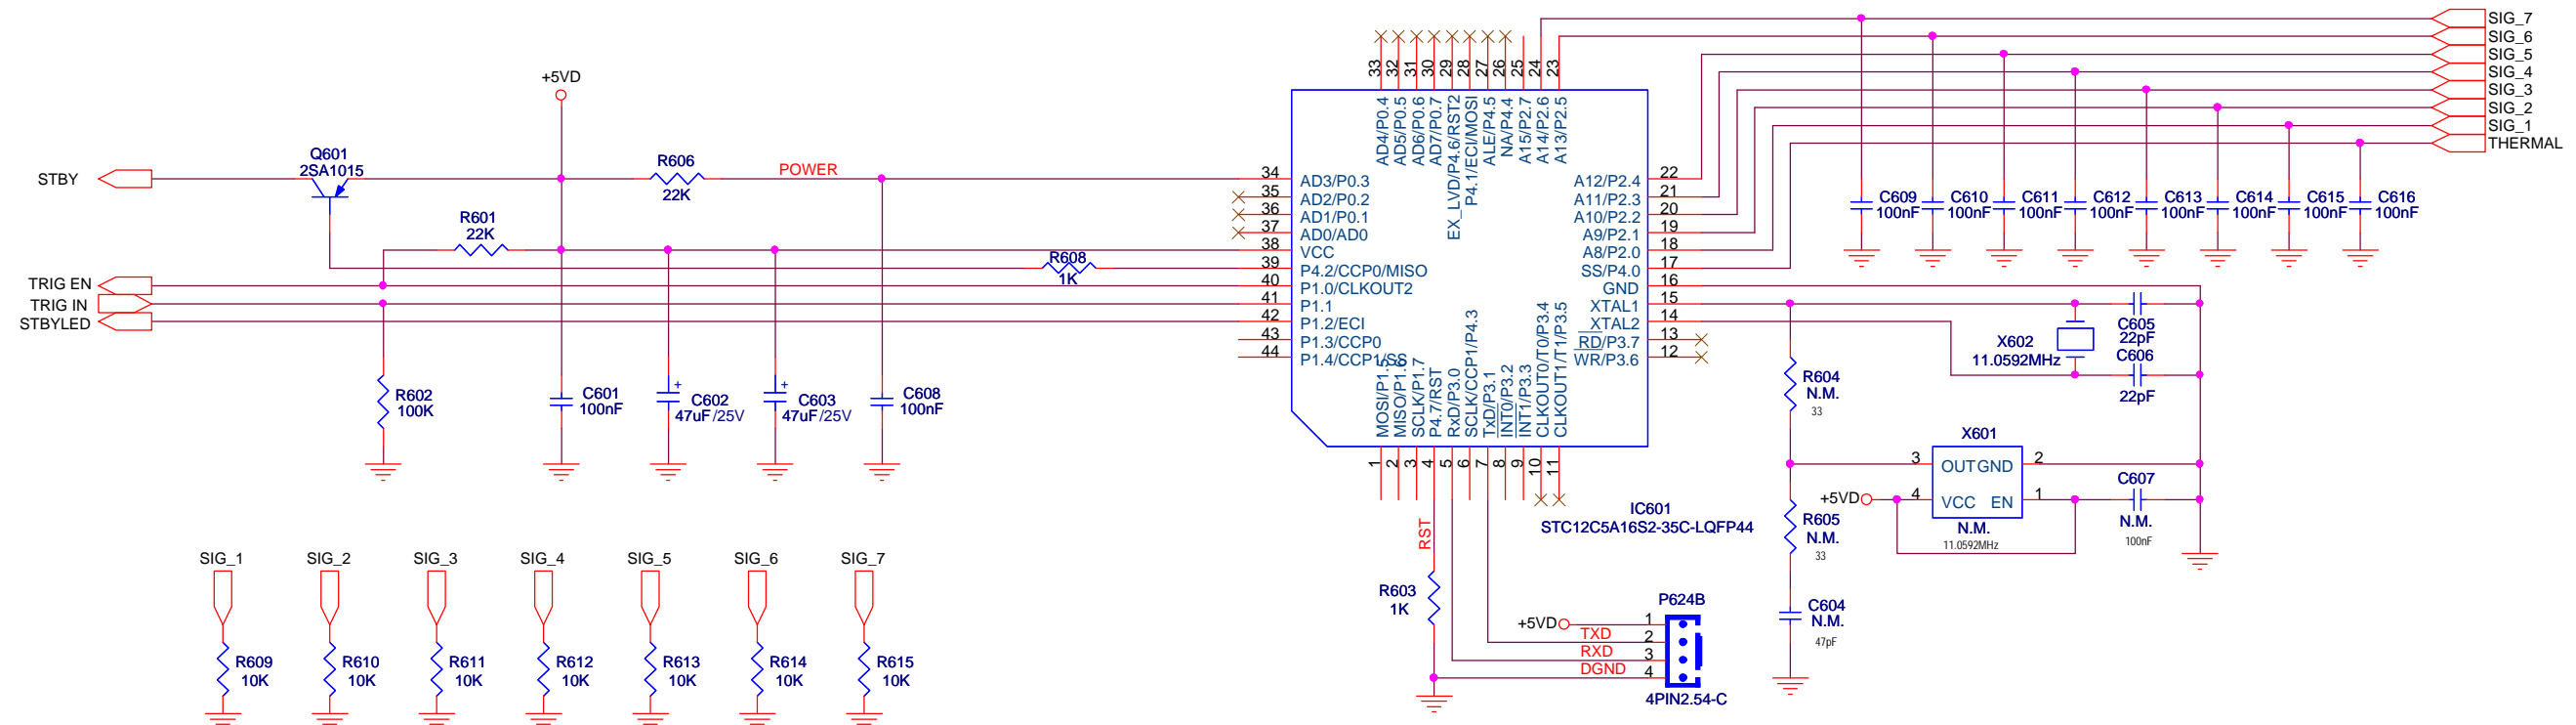 +5VD
STBY
Q601
2SA1015
R606
22K
POWER
R601
22K
R608
1K
TRIG EN
TRIG IN
STBYLED
R602
100K
C601
100nF
C602
47uF/25V
C603
47uF/25V
C608
100nF
34
35
36
37
38
39
40
41
42
43
44
AD3/P0.3
AD2/P0.2
AD1/P0.1
AD0/AD0
VCC
P4.2/CCP0/MISO
P1.0/CLKOUT2
P1.1
P1.2/ECI
P1.3/CCP0
P1.4/CCP1/SS
33
32
31
30
29
28
27
26
25
24
23
AD4/P0.4
AD5/P0.5
AD6/P0.6
AD7/P0.7
EX_LVD/P4.6/RST2
P4.1/ECI/MOSI
ALE/P4.5
NA/P4.4
A15/P2.7
A14/P2.6
A13/P2.5
A12/P2.4
A11/P2.3
A10/P2.2
A9/P2.1
A8/P2.0
SS/P4.0
GND
XTAL1
XTAL2
RD/P3.7
WR/P3.6
22
21
20
19
18
17
16
15
14
13
12
MOSI/P1.5
MISO/P1.6
SCLK/P1.7
P4.7/RST
RxD/P3.0
SCLK/CCP1/P4.3
TxD/P3.1
INT0/P3.2
INT1/P3.3
CLKOUT0/T0/P3.4
CLKOUT1/T1/P3.5
1
2
3
4
5
6
7
8
9
10
11
IC601
STC12C5A16S2-35C-LQFP44
SIG_7
SIG_6
SIG_5
SIG_4
SIG_3
SIG_2
SIG_1
THERMAL
C609
100nF
C610
100nF
C611
100nF
C612
100nF
C613
100nF
C614
100nF
C615
100nF
C616
100nF
X602
11.0592MHz
C605
22pF
C606
22pF
R604
N.M.
33
X601
3
OUT
GND
2
+5VD
4
VCC
EN
1
N.M.
11.0592MHz
C607
N.M.
100nF
R605
N.M.
33
C604
N.M.
47pF
RST
R603
1K
P624B
+5VD
1
TXD
2
RXD
3
DGND
4
4PIN2.54-C
SIG_1
SIG_2
SIG_3
SIG_4
SIG_5
SIG_6
SIG_7
R609
10K
R610
10K
R611
10K
R612
10K
R613
10K
R614
10K
R615
10K